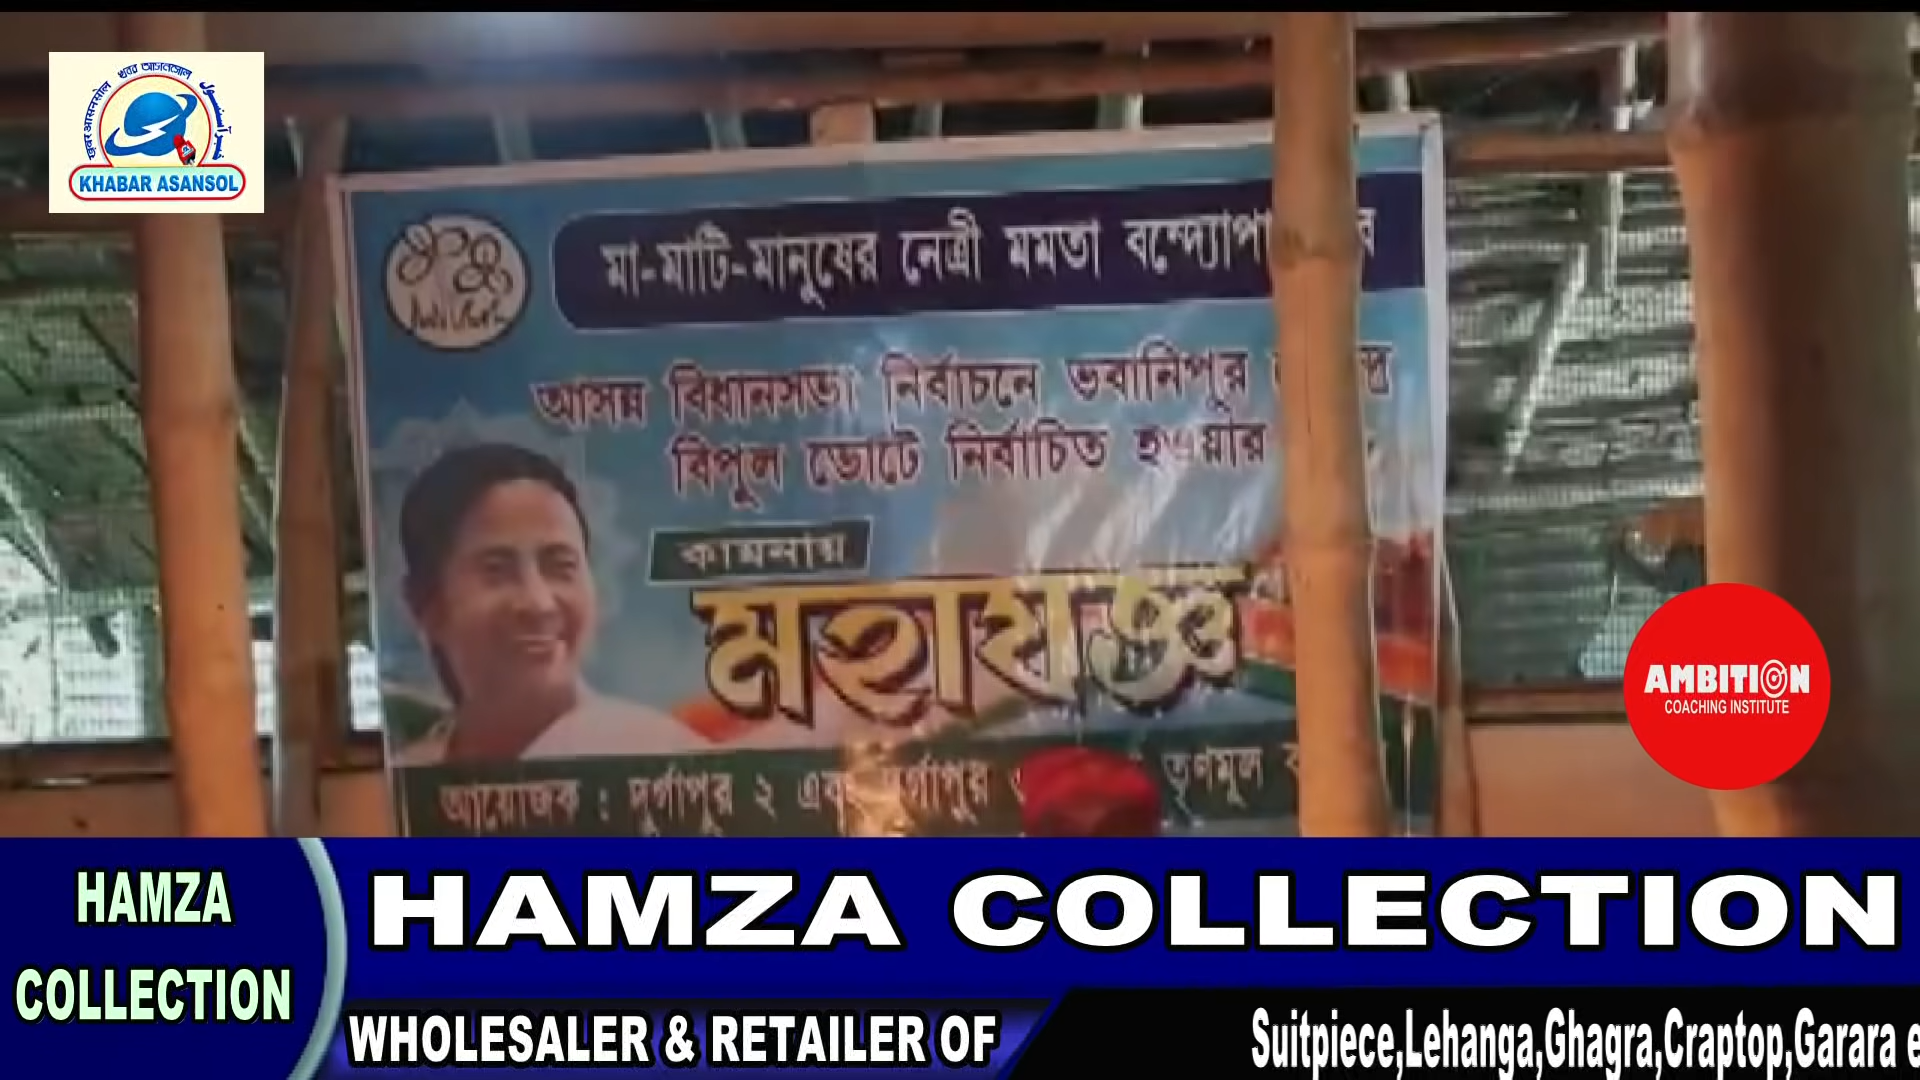 KHABAR ASANSOL
মা-মাটি-মানুষের নেত্রী মমতা
আসন্ন বিধানসভা নির্বাচনে ভবানিপুর
বিপুল ভোটে নির্বাচিত হওয়ার
কামনায়
মহাযজ্ঞ
আয়োজক : দুর্গাপুর ২ এবং দুর্গাপুর তৃণমূল
AMBITION
COACHING INSTITUTE
HAMZA
COLLECTION
HAMZA COLLECTION
WHOLESALER & RETAILER OF
Suitpiece,Lehanga,Ghagra,Craptop,Garara